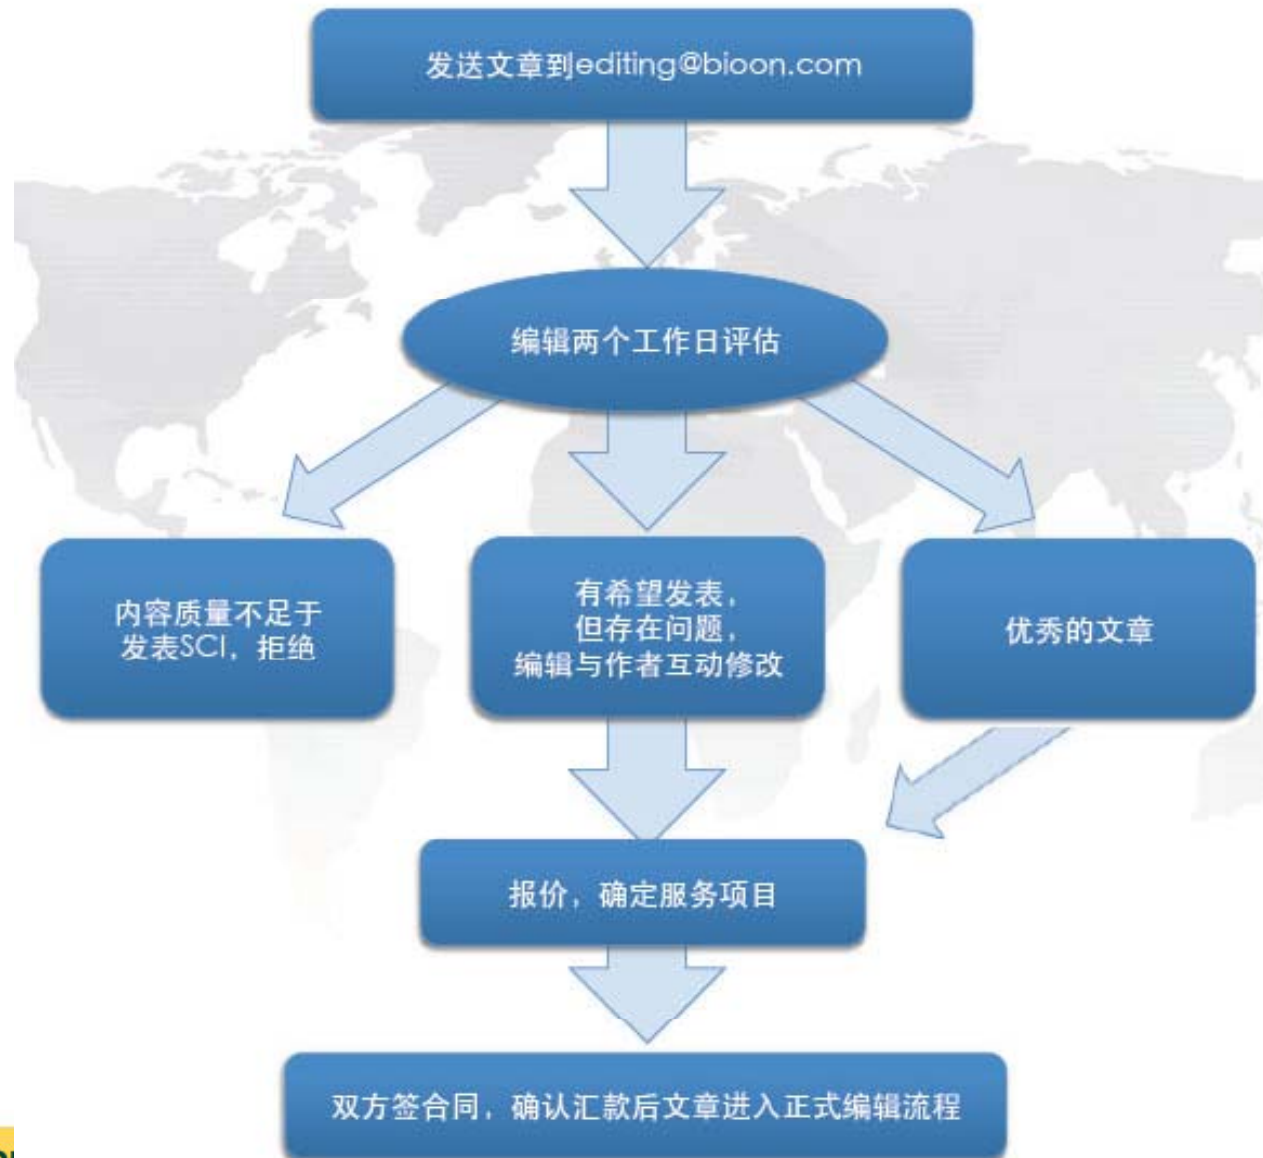 发送文章到editing@bioon.com
编辑两个工作日评估
内容质量不足于
发表SCI，拒绝
有希望发表，
但存在问题，
编辑与作者互动修改
优秀的文章
报价，确定服务项目
双方签合同，确认汇款后文章进入正式编辑流程